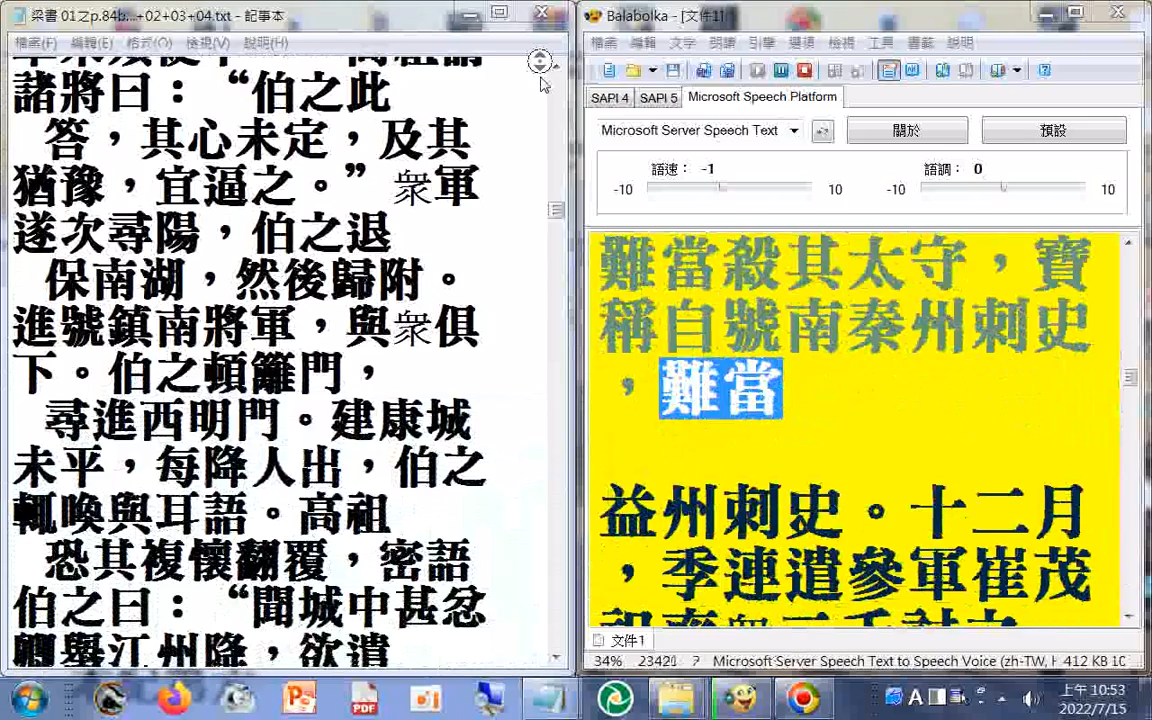 梁書 01之p.84b...+02+03+04.txt - 記事本
檔案(F) 編輯(E) 格式(O) 檢視(V) 說明(H)
諸將曰：“伯之此
答，其心未定，及其
猶豫，宜逼之。”衆軍
遂次尋陽，伯之退
保南湖，然後歸附。
進號鎮南將軍，與衆俱
下。伯之頓籬門，
尋進西明門。建康城
未平，每降人出，伯之
輒喚與耳語。高祖
恐其複懷翻覆，密語
伯之曰：“聞城中甚忿
江州降，欲遣
Balabolka - [文件1]
檔案 編輯 文字 朗讀 引擎 選項 檢視 工具 書籤 說明
SAPI 4 SAPI 5 Microsoft Speech Platform
Microsoft Server Speech Text
關於
預設
語速： -1
語調： 0
-10 10 -10 10
難當殺其太守，寶
稱自號南秦州刺史
，難當
益州刺史。十二月
，季連遣參軍崔茂
文件1
34% 23420 ? Microsoft Server Speech Text to Speech Voice (zh-TW, H 412 KB 10
PDF
A
上午 10:53
2022/7/15